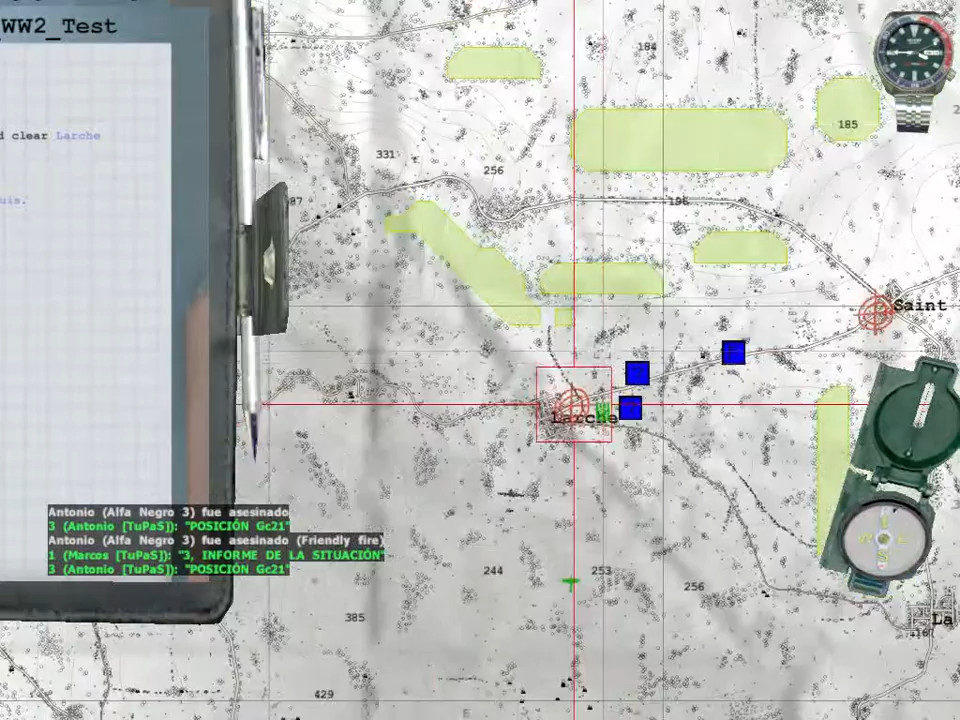 WW2_Test
d clear Larche
uis.
184
185
331
256
87
196
Saint
Larche
244
253
256
385
La
167
429
Antonio (Alfa Negro 3) fue asesinado
3 (Antonio [TuPaS]): "POSICIÓN Gc21"
Antonio (Alfa Negro 3) fue asesinado (Friendly fire)
1 (Marcos [TuPaS]): "3, INFORME DE LA SITUACIÓN"
3 (Antonio [TuPaS]): "POSICIÓN Gc21"